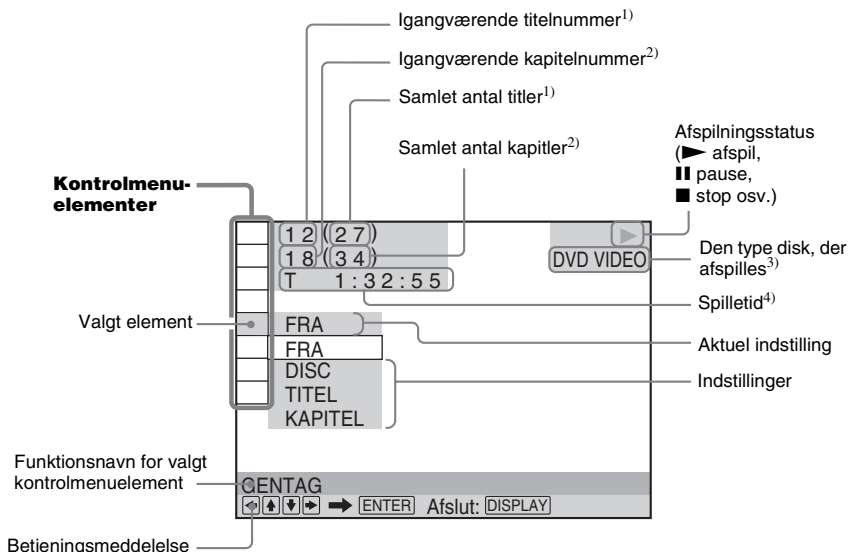 Igangværende titelnummer1)
Igangværende kapitelnummer2)
Samlet antal titler1)
Samlet antal kapitler2)
Afspilningsstatus
(► afspil,
▮▮ pause,
■ stop osv.)
Kontrolmenu-
elementer
12(27)
18(34)
T 1:32:55
►
DVD VIDEO
Den type disk, der
afspilles3)
Spilletid4)
Valgt element
FRA
Aktuel indstilling
FRA
DISC
TITEL
KAPITEL
Indstillinger
Funktionsnavn for valgt
kontrolmenuelement
GENTAG
←↑↓→ ➡ ENTER Afslut: DISPLAY
Betjeningsmeddelelse